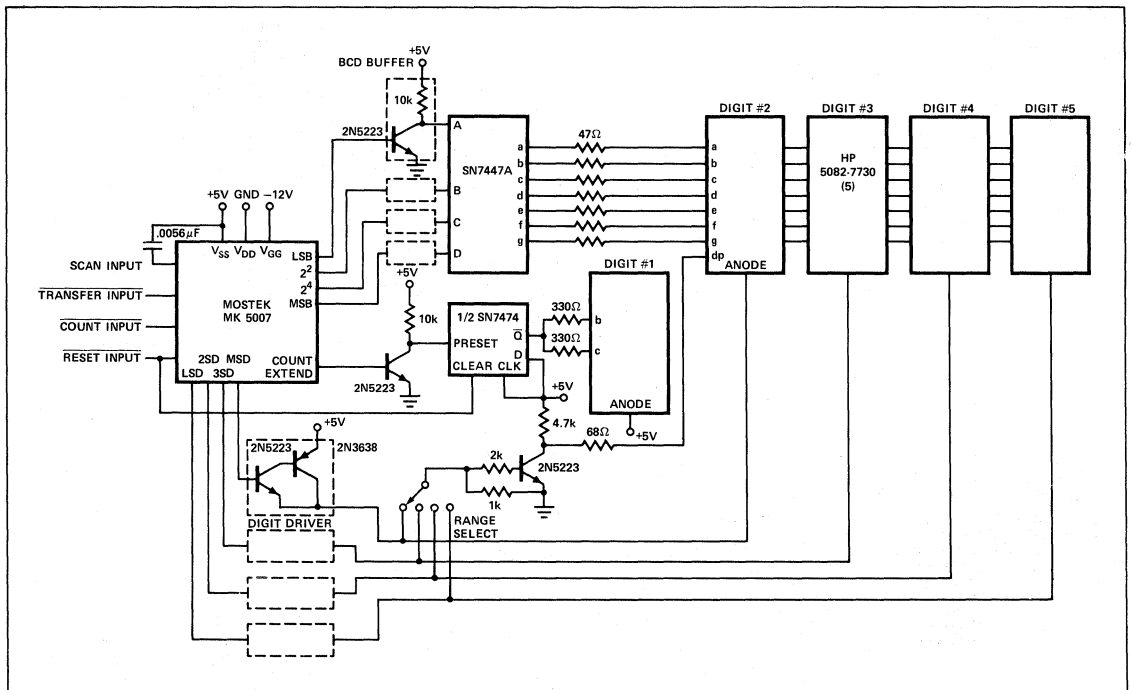 +5V
BCD BUFFER
10k
2N5223
A
B
C
D
SN7447A
a
b
c
d
e
f
g
47Ω
DIGIT #2
a
b
c
d
e
f
g
dp
ANODE
DIGIT #3
HP
5082-7730
(5)
DIGIT #4
DIGIT #5
+5V GND -12V
.0056µF
VSS VDD VGG
LSB
2²
2⁴
MSB
SCAN INPUT
TRANSFER INPUT
COUNT INPUT
RESET INPUT
MOSTEK
MK 5007
2SD MSD
LSD 3SD
COUNT
EXTEND
+5V
10k
2N5223
1/2 SN7474
PRESET
CLEAR CLK
Q
D
330Ω
330Ω
DIGIT #1
b
c
ANODE
+5V
+5V
4.7k
68Ω
2N5223
2k
1k
RANGE
SELECT
+5V
2N5223
2N3638
DIGIT DRIVER